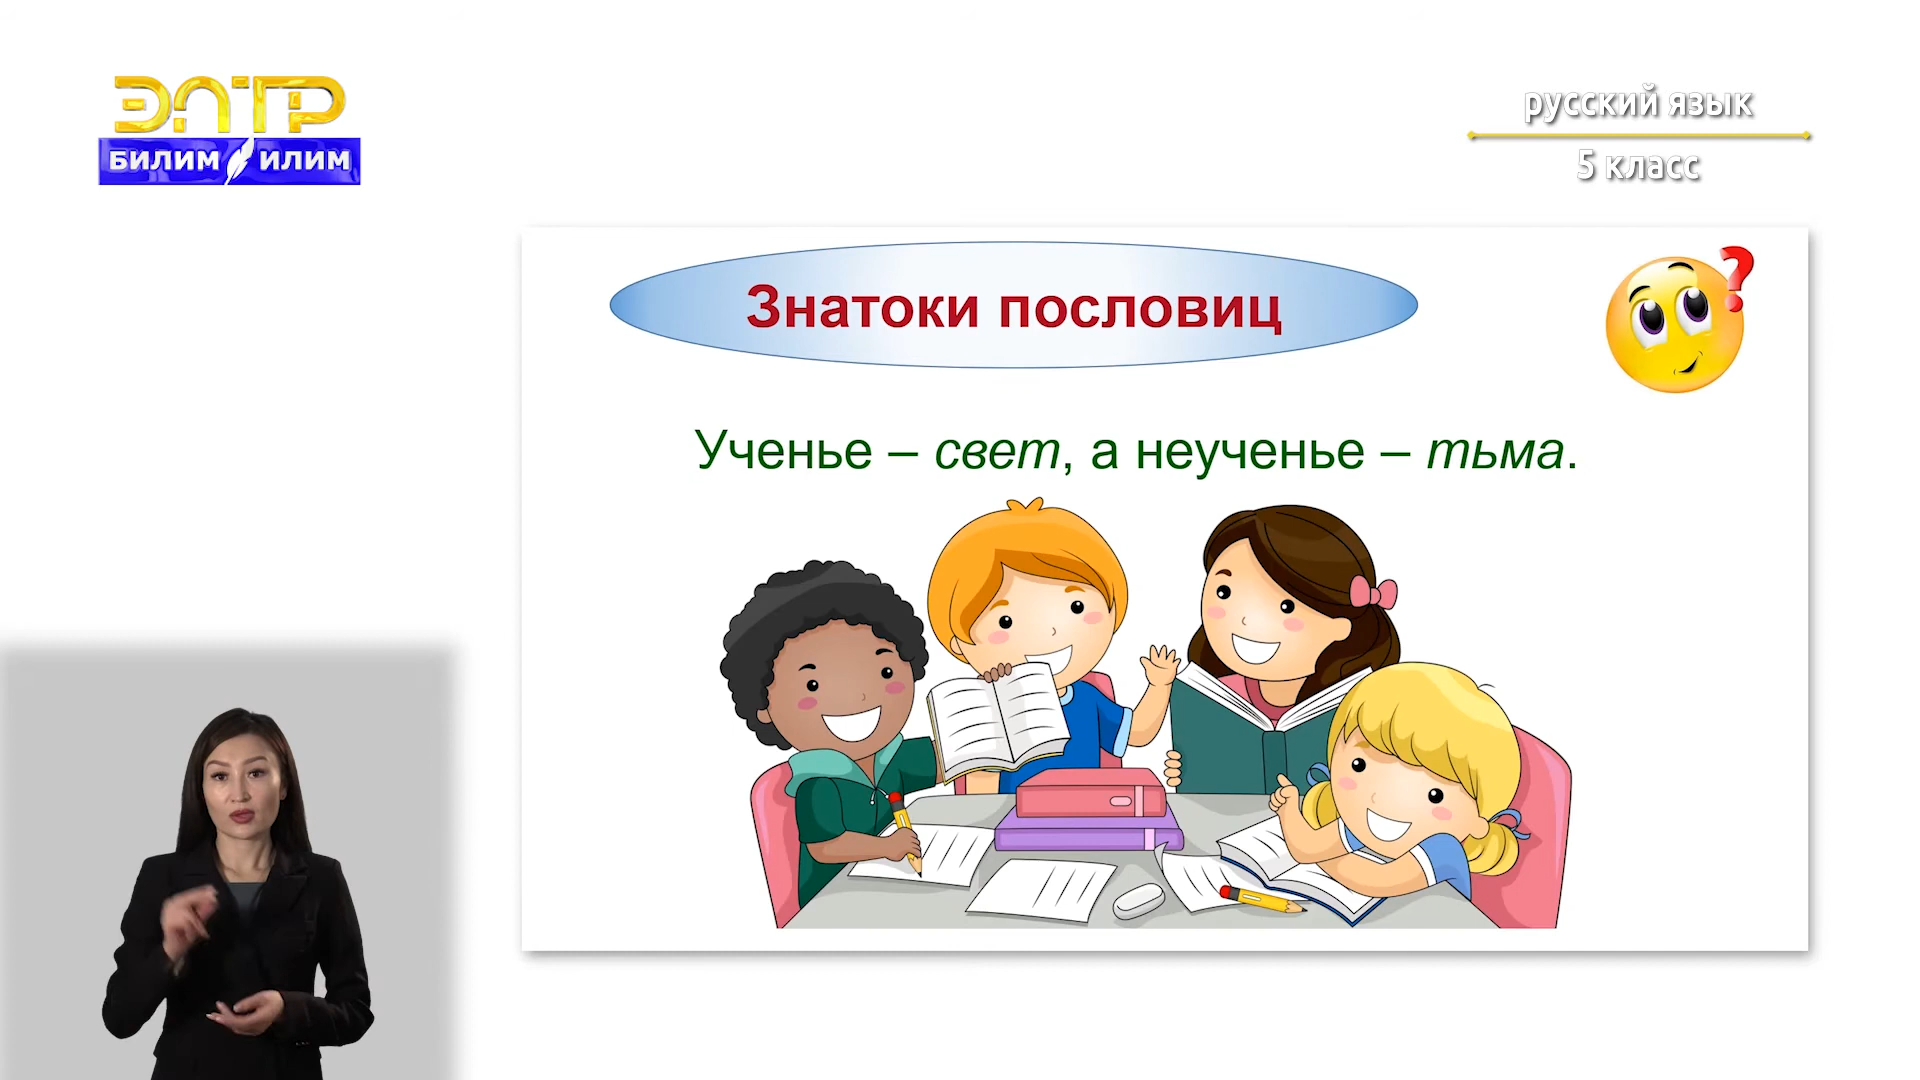 ЭЛТР
БИЛИМ ИЛИМ
русский язык
5 класс
Знатоки пословиц
?
Ученье – свет, а неученье – тьма.